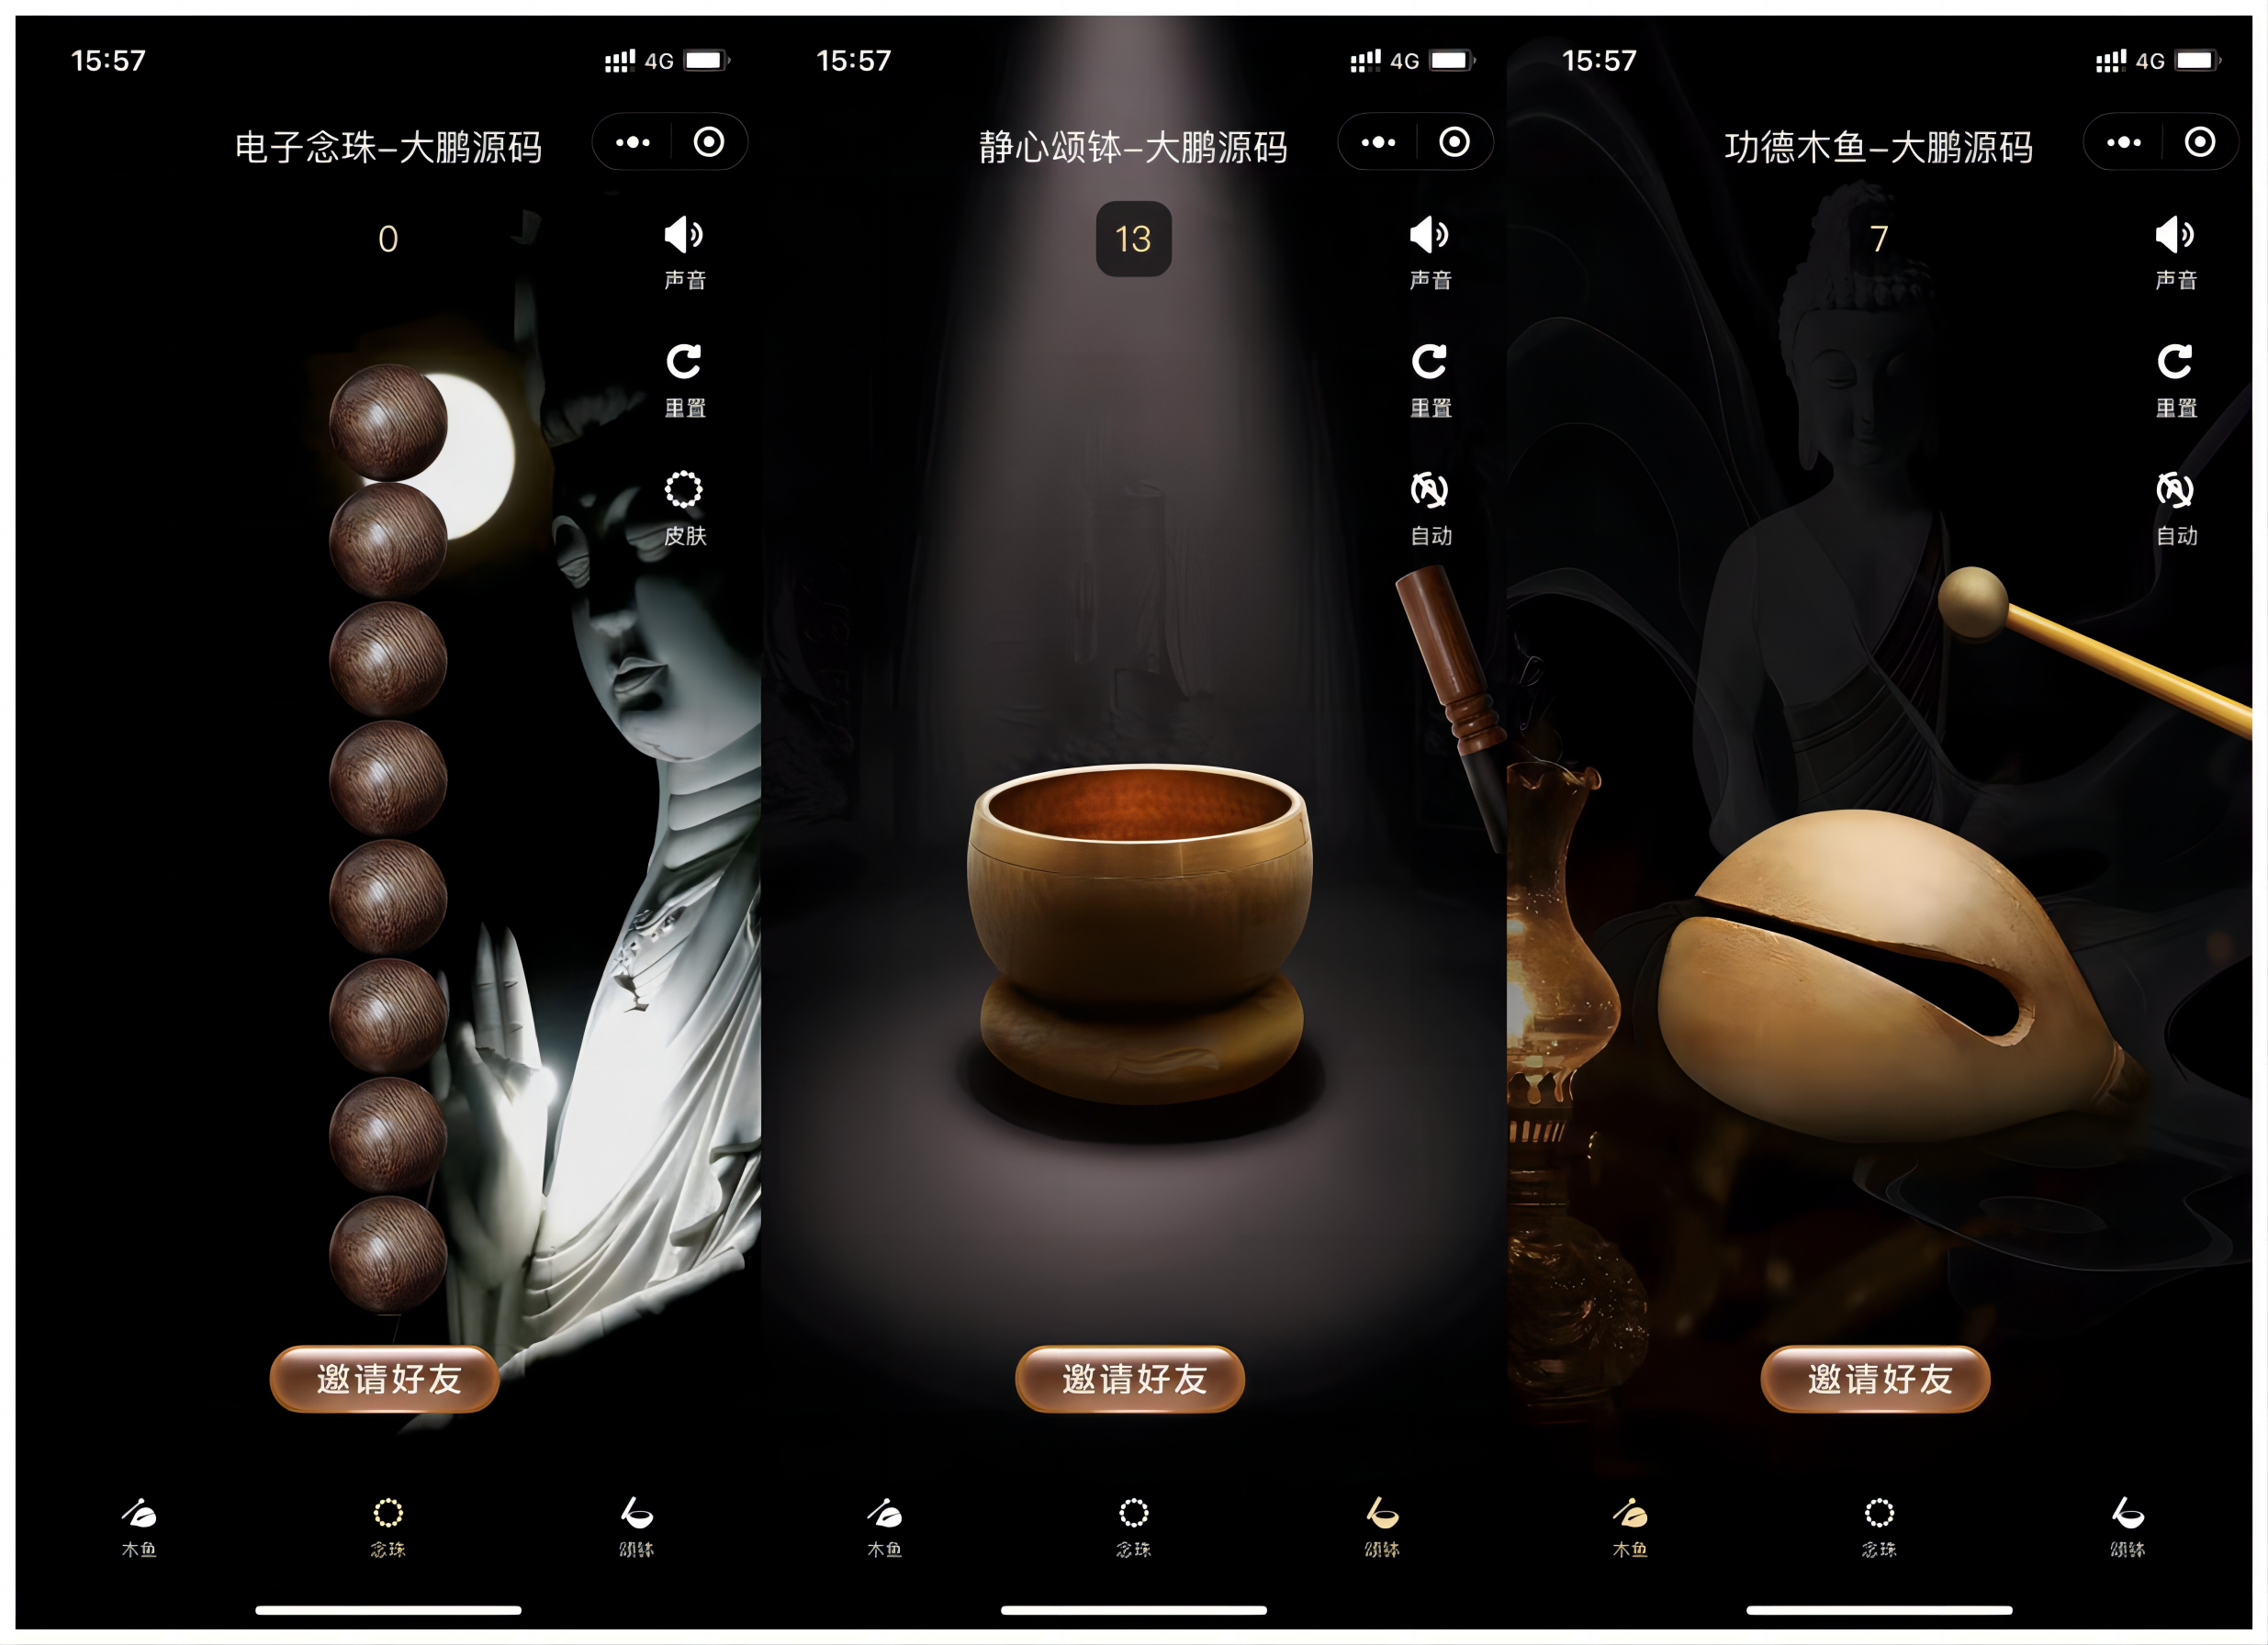 15:57
4G
电子念珠-大鹏源码
0
声音
重置
皮肤
邀请好友
木鱼
念珠
颂钵
15:57
4G
静心颂钵-大鹏源码
13
声音
重置
自动
邀请好友
木鱼
念珠
颂钵
15:57
4G
功德木鱼-大鹏源码
7
声音
重置
自动
邀请好友
木鱼
念珠
颂钵